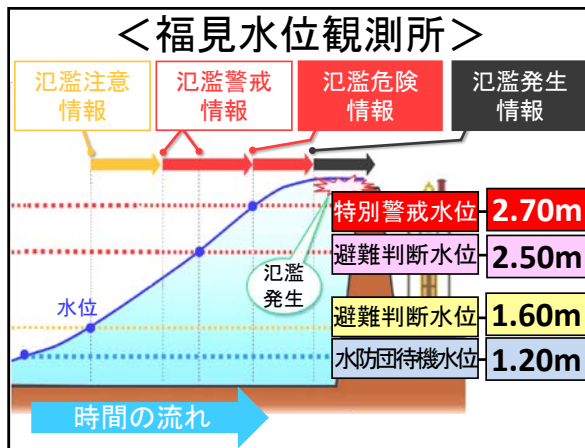 ＜福見水位観測所＞
氾濫注意
情報
氾濫警戒
情報
氾濫危険
情報
氾濫発生
情報
特別警戒水位
2.70m
避難判断水位
2.50m
氾濫
発生
水位
避難判断水位
1.60m
水防団待機水位
1.20m
時間の流れ